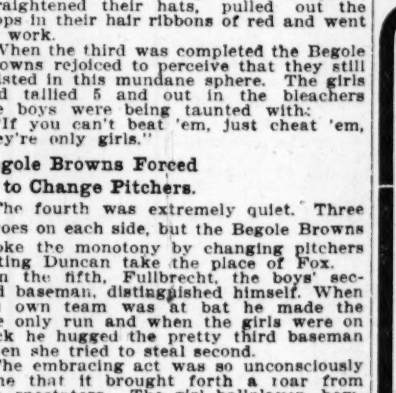 raightened their hats, pulled out the
ops in their hair ribbons of red and went
work.
When the third was completed the Begole
owns rejoiced to perceive that they still
isted in this mundane sphere. The girls
d tallied 5 and out in the bleachers
e boys were being taunted with:
"If you can't beat 'em, just cheat 'em,
ey're only girls."
gole Browns Forced
to Change Pitchers.
The fourth was extremely quiet. Three
oes on each side, but the Begole Browns
oke the monotony by changing pitchers
tting Duncan take the place of Fox.
n the fifth, Fullbrecht, the boys' sec-
d baseman, distinguished himself. When
own team was at bat he made the
e only run and when the girls were on
ck he hugged the pretty third baseman
en she tried to steal second.
The embracing act was so unconsciously
ne that it brought forth a roar from
The girl